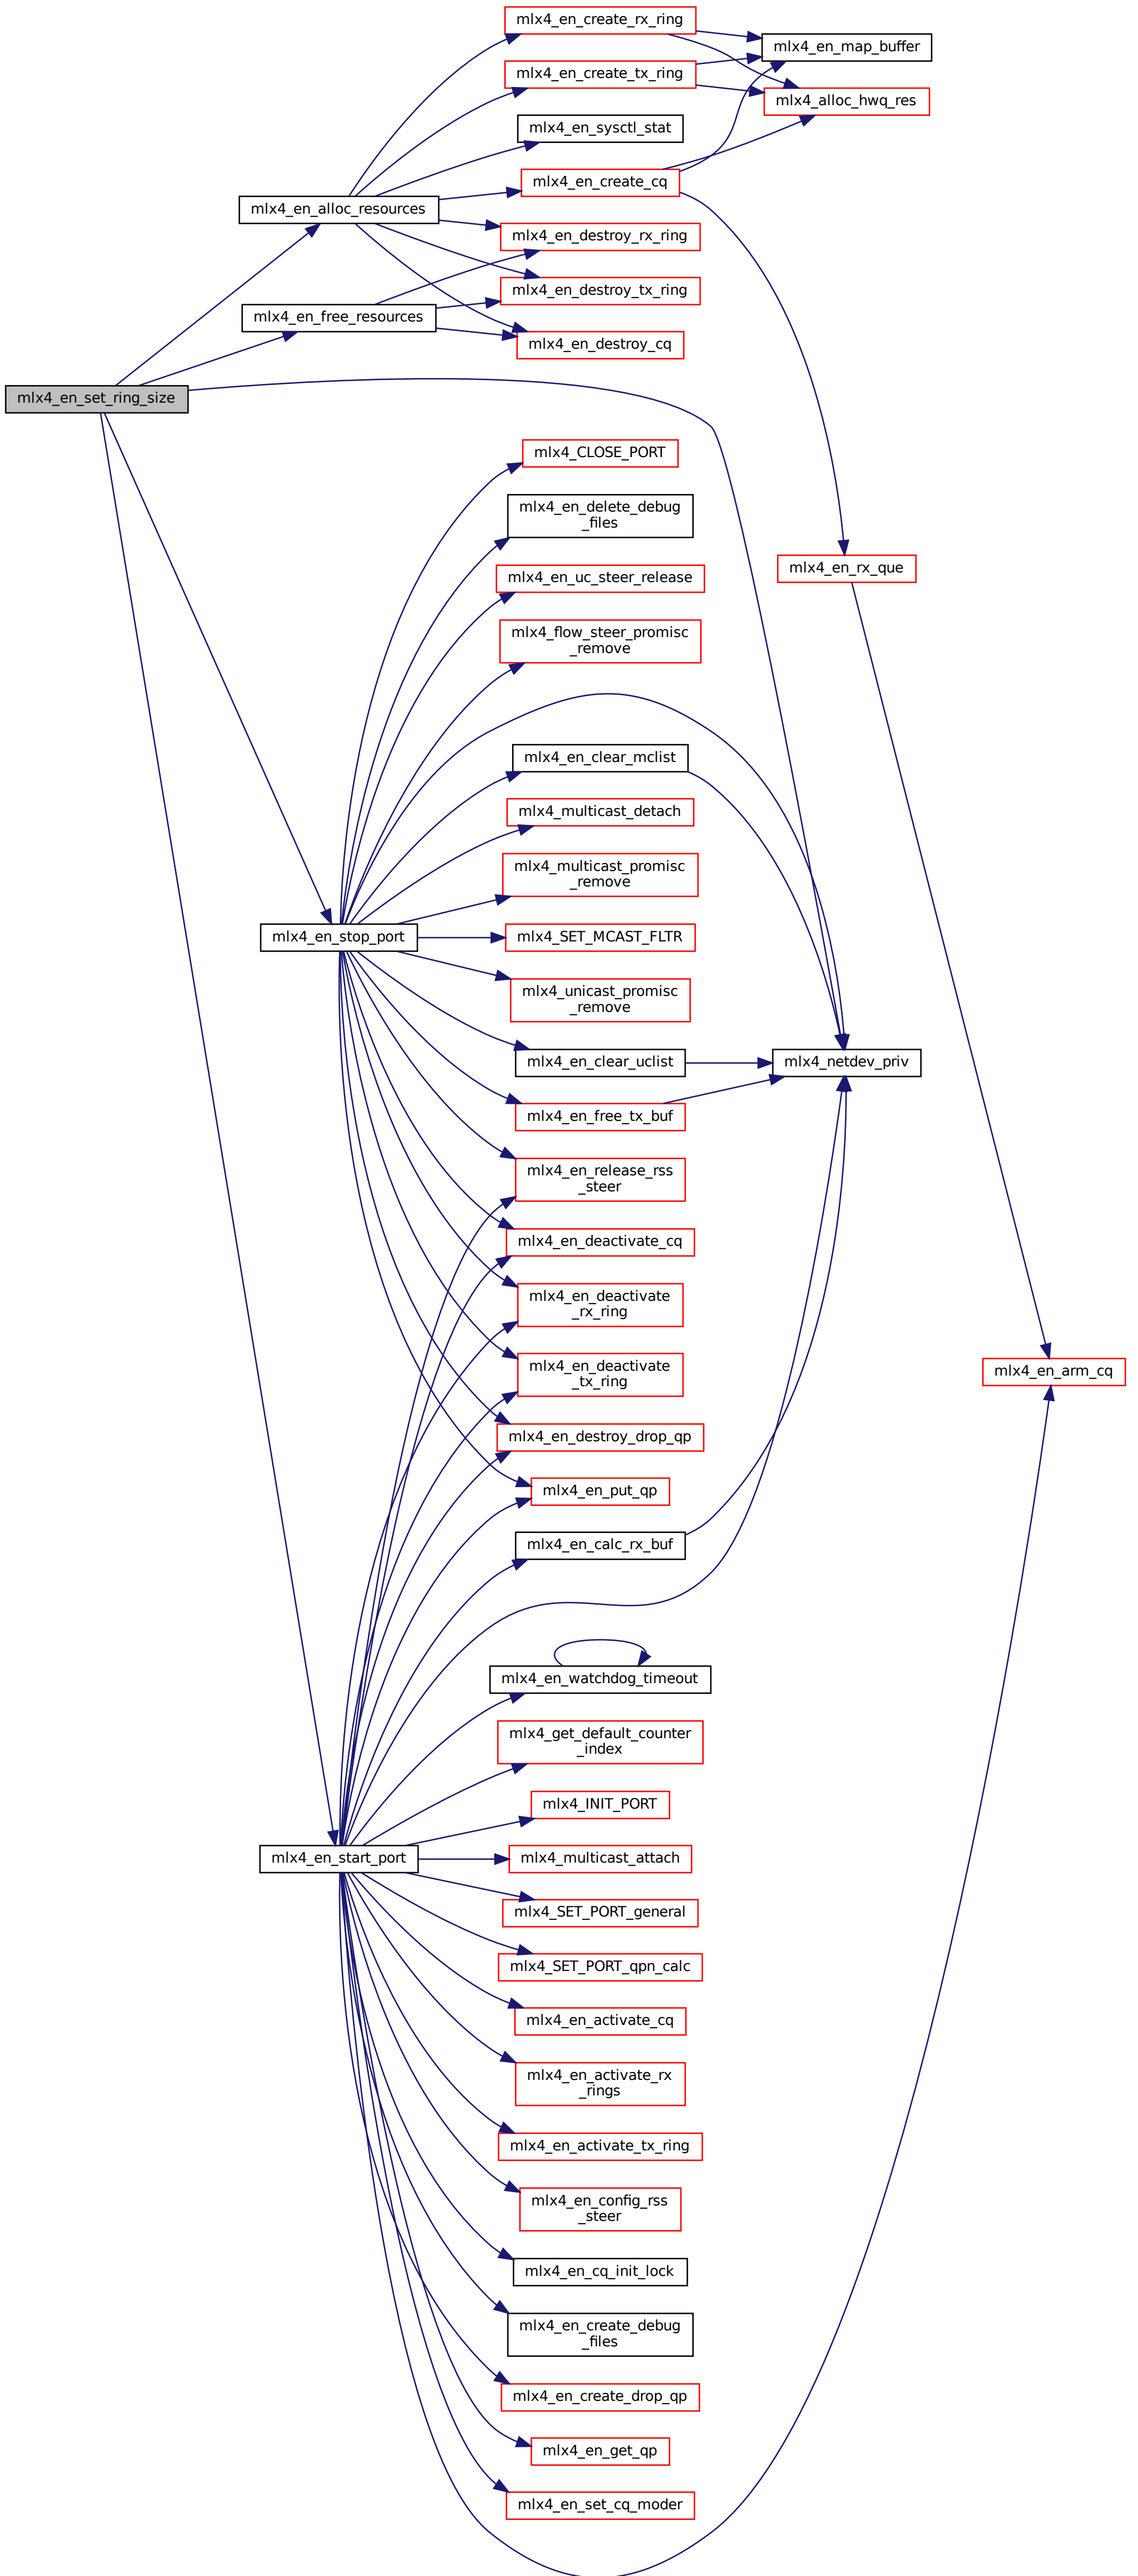 mlx4_en_create_rx_ring
mlx4_en_map_buffer
mlx4_en_create_tx_ring
mlx4_alloc_hwq_res
mlx4_en_sysctl_stat
mlx4_en_create_cq
mlx4_en_alloc_resources
mlx4_en_destroy_rx_ring
mlx4_en_destroy_tx_ring
mlx4_en_free_resources
mlx4_en_destroy_cq
mlx4_en_set_ring_size
mlx4_CLOSE_PORT
mlx4_en_delete_debug
_files
mlx4_en_rx_que
mlx4_en_uc_steer_release
mlx4_flow_steer_promisc
_remove
mlx4_en_clear_mclist
mlx4_multicast_detach
mlx4_multicast_promisc
_remove
mlx4_en_stop_port
mlx4_SET_MCAST_FLTR
mlx4_unicast_promisc
_remove
mlx4_en_clear_uclist
mlx4_netdev_priv
mlx4_en_free_tx_buf
mlx4_en_release_rss
_steer
mlx4_en_deactivate_cq
mlx4_en_deactivate
_rx_ring
mlx4_en_deactivate
_tx_ring
mlx4_en_arm_cq
mlx4_en_destroy_drop_qp
mlx4_en_put_qp
mlx4_en_calc_rx_buf
mlx4_en_watchdog_timeout
mlx4_get_default_counter
_index
mlx4_INIT_PORT
mlx4_en_start_port
mlx4_multicast_attach
mlx4_SET_PORT_general
mlx4_SET_PORT_qpn_calc
mlx4_en_activate_cq
mlx4_en_activate_rx
_rings
mlx4_en_activate_tx_ring
mlx4_en_config_rss
_steer
mlx4_en_cq_init_lock
mlx4_en_create_debug
_files
mlx4_en_create_drop_qp
mlx4_en_get_qp
mlx4_en_set_cq_moder